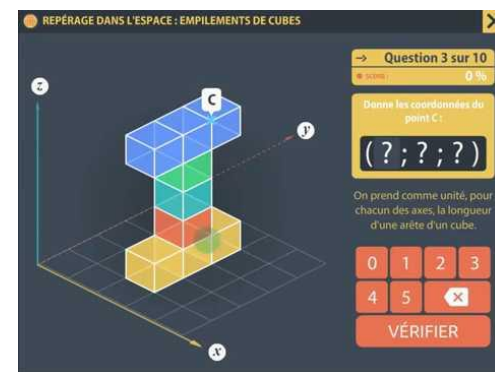 REPÉRAGE DANS L'ESPACE : EMPILEMENTS DE CUBES
→ Question 3 sur 10
SCORE : 0 %
Donne les coordonnées du
point C :
( ? ; ? ; ? )
On prend comme unité, pour
chacun des axes, la longueur
d'une arête d'un cube.
z
C
y
x
0 1 2 3
4 5
VÉRIFIER